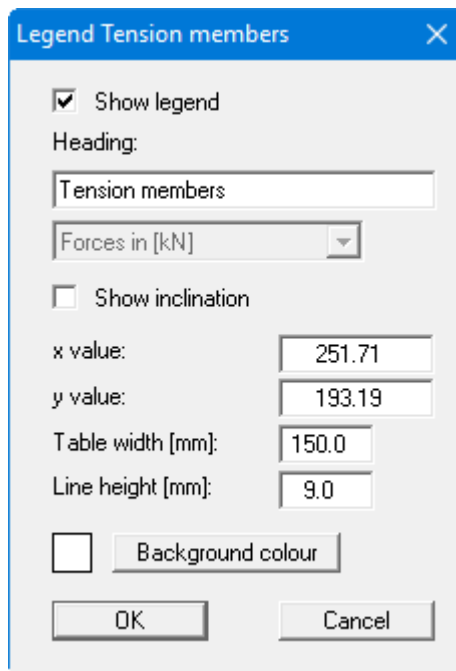 Legend Tension members
Show legend
Heading:
Tension members
Forces in [kN]
Show inclination
x value: 251.71
y value: 193.19
Table width [mm]: 150.0
Line height [mm]: 9.0
Background colour
OK Cancel